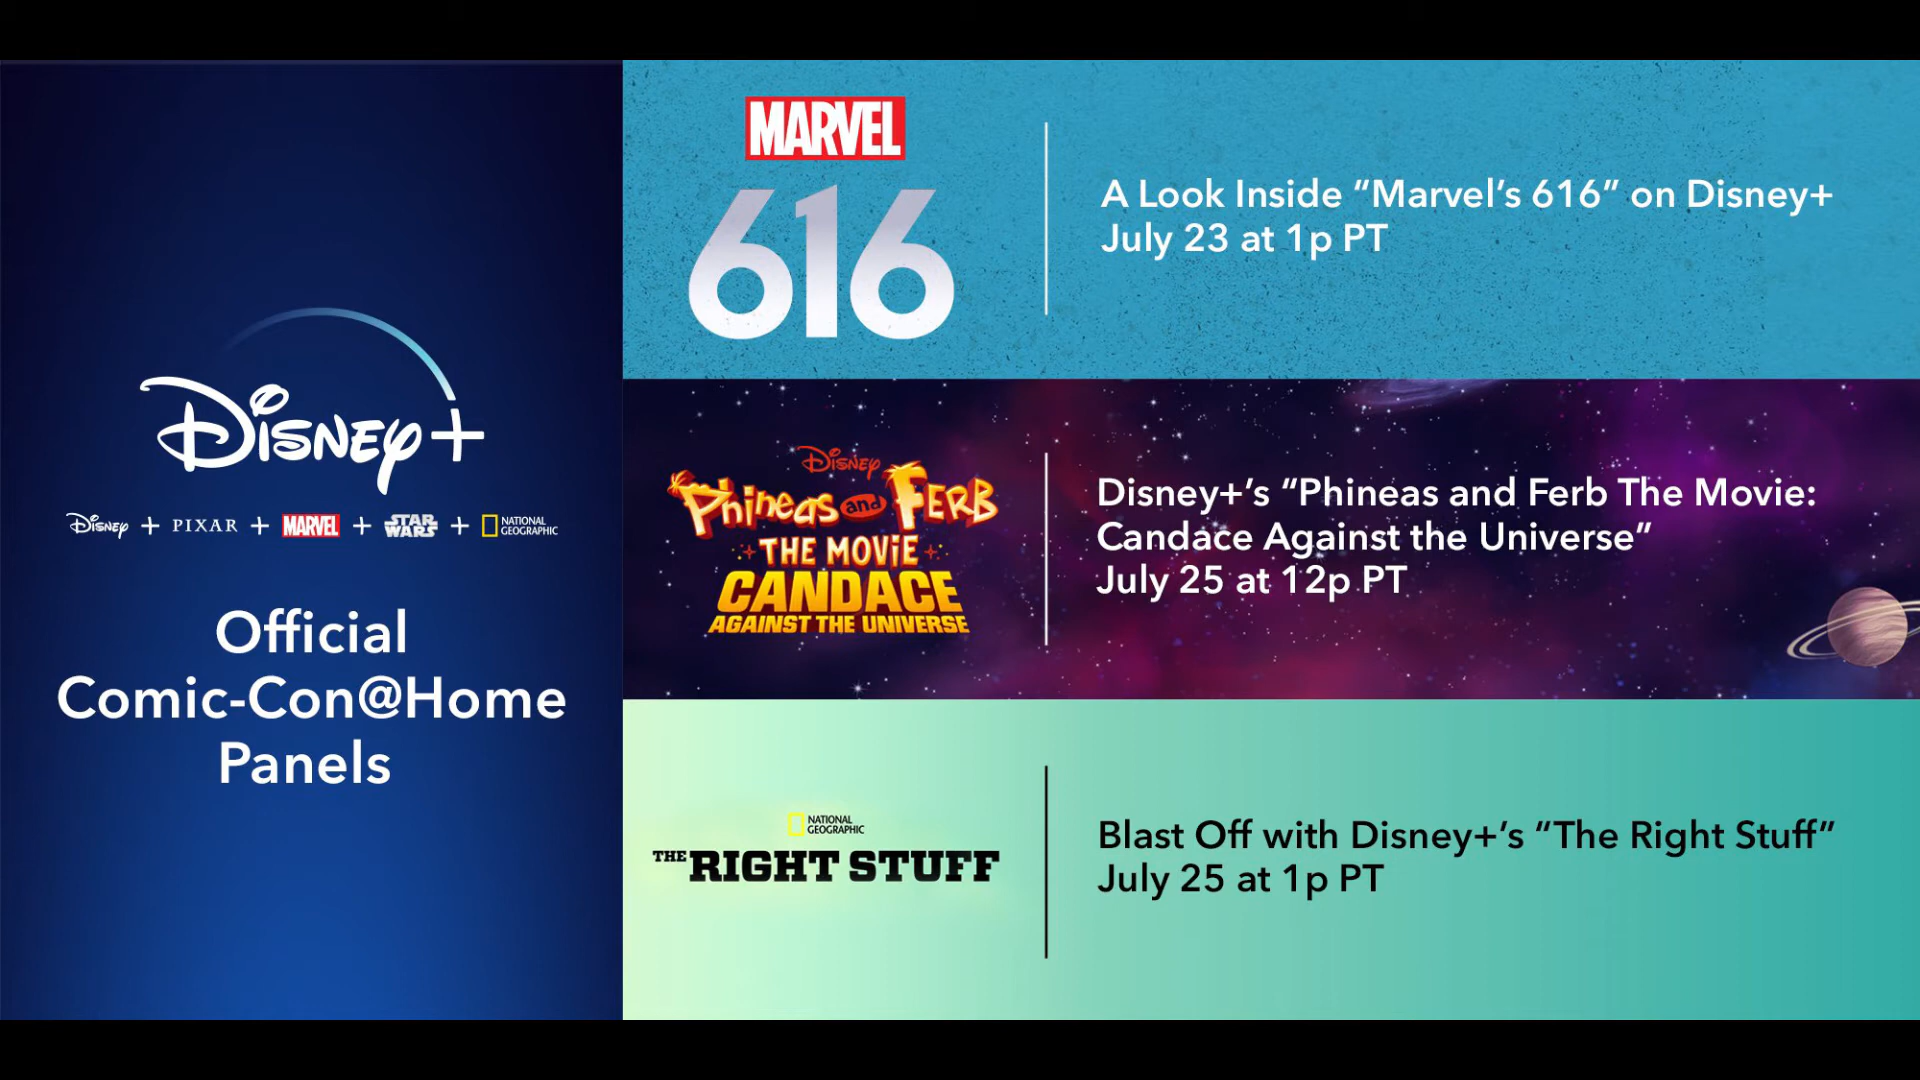 Disney+
Disney + PIXAR + MARVEL + STAR WARS + NATIONAL GEOGRAPHIC
Official
Comic-Con@Home
Panels
MARVEL
616
A Look Inside “Marvel’s 616” on Disney+
July 23 at 1p PT
Disney
Phineas and Ferb
THE MOViE
CANDACE
AGAINST THE UNIVERSE
Disney+’s “Phineas and Ferb The Movie:
Candace Against the Universe”
July 25 at 12p PT
NATIONAL
GEOGRAPHIC
THE RIGHT STUFF
Blast Off with Disney+’s “The Right Stuff”
July 25 at 1p PT